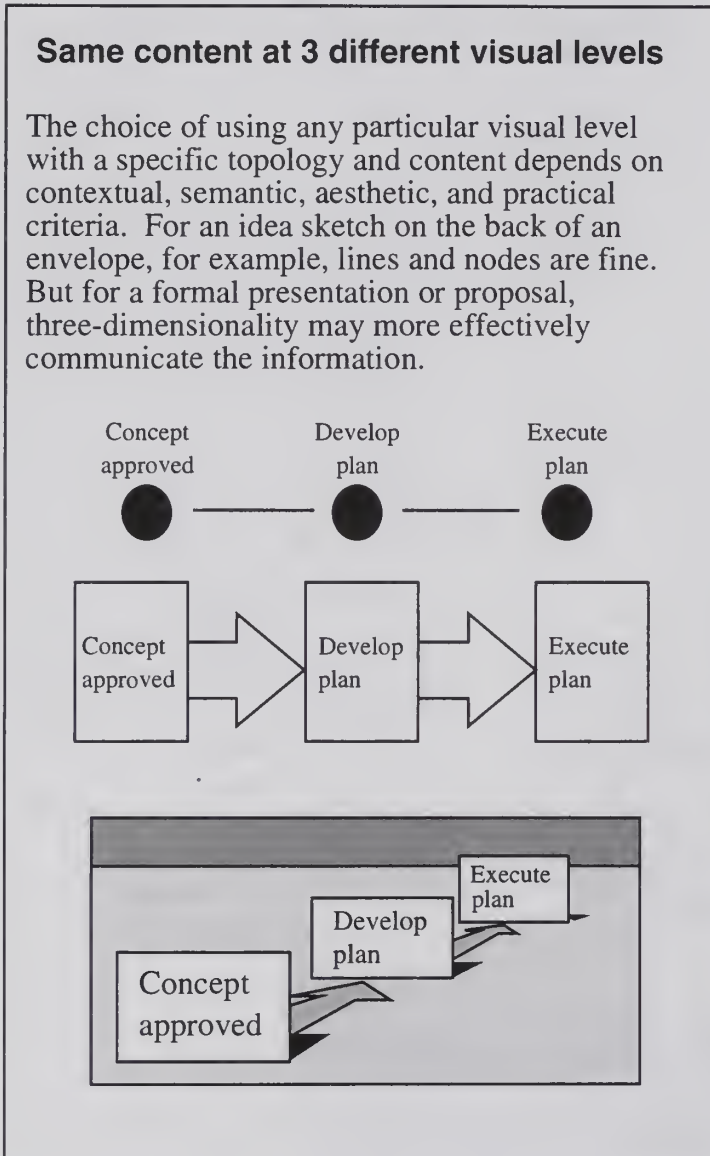 Same content at 3 different visual levels
The choice of using any particular visual level
with a specific topology and content depends on
contextual, semantic, aesthetic, and practical
criteria. For an idea sketch on the back of an
envelope, for example, lines and nodes are fine.
But for a formal presentation or proposal,
three-dimensionality may more effectively
communicate the information.
Concept
approved
Develop
plan
Execute
plan
Concept
approved
Develop
plan
Execute
plan
Concept
approved
Develop
plan
Execute
plan